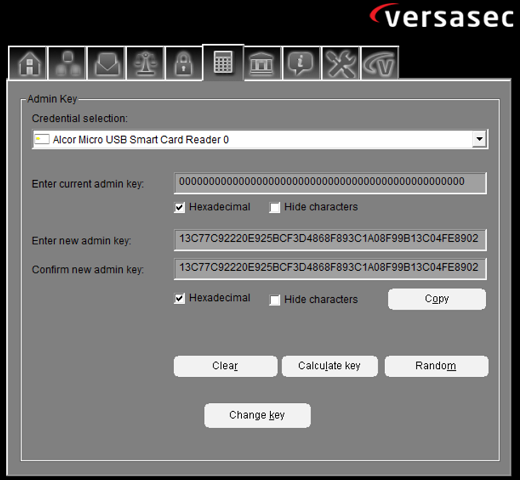 versasec
Admin Key
Credential selection:
Alcor Micro USB Smart Card Reader 0
Enter current admin key:
000000000000000000000000000000000000000000000000
Hexadecimal
Hide characters
Enter new admin key:
13C77C92220E925BCF3D4868F893C1A08F99B13C04FE8902
Confirm new admin key:
13C77C92220E925BCF3D4868F893C1A08F99B13C04FE8902
Hexadecimal
Hide characters
Copy
Clear
Calculate key
Random
Change key